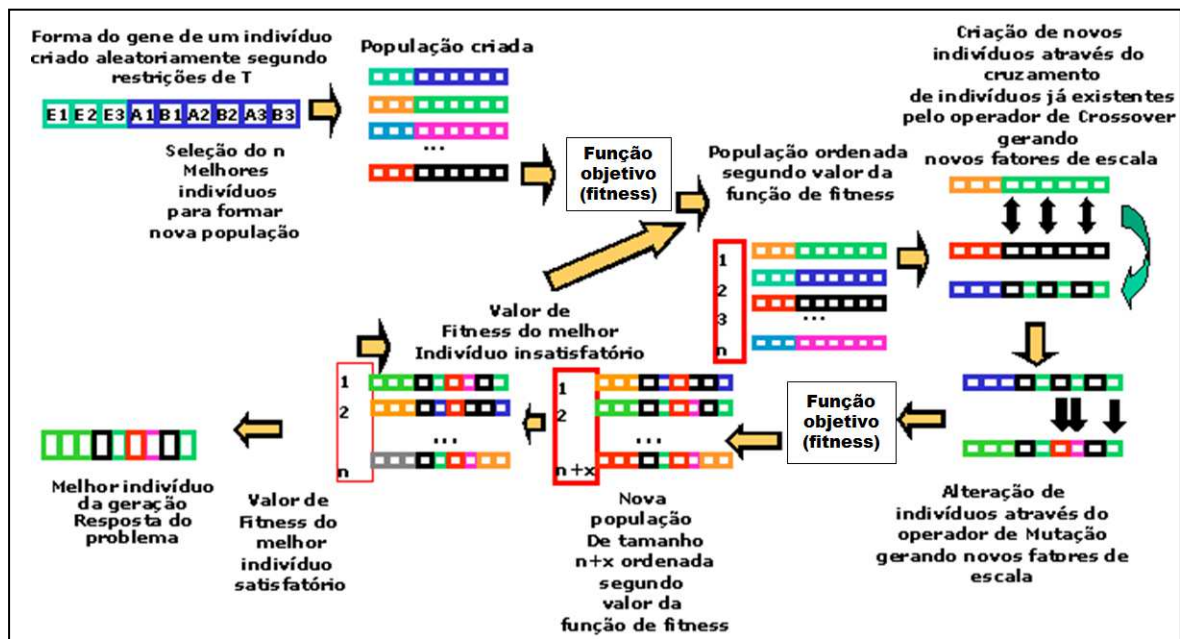 Forma do gene de um indivíduo
criado aleatoriamente segundo
restrições de T
E1 E2 E3 A1 B1 A2 B2 A3 B3
Seleção do n
Melhores
indivíduos
para formar
nova população
População criada
...
Função
objetivo
(fitness)
População ordenada
segundo valor da
função de fitness
1
2
3
...
n
Criação de novos
indivíduos através do
cruzamento
de indivíduos já existentes
pelo operador de Crossover
gerando
novos fatores de escala
Alteração de
indivíduos através do
operador de Mutação
gerando novos fatores de
escala
Função
objetivo
(fitness)
1
2
...
n+x
Nova
população
De tamanho
n+x ordenada
segundo
valor da
função de fitness
Valor de
Fitness do melhor
Indivíduo insatisfatório
1
2
...
n
Valor de
Fitness do
melhor
indivíduo
satisfatório
Melhor indivíduo
da geração
Resposta do
problema